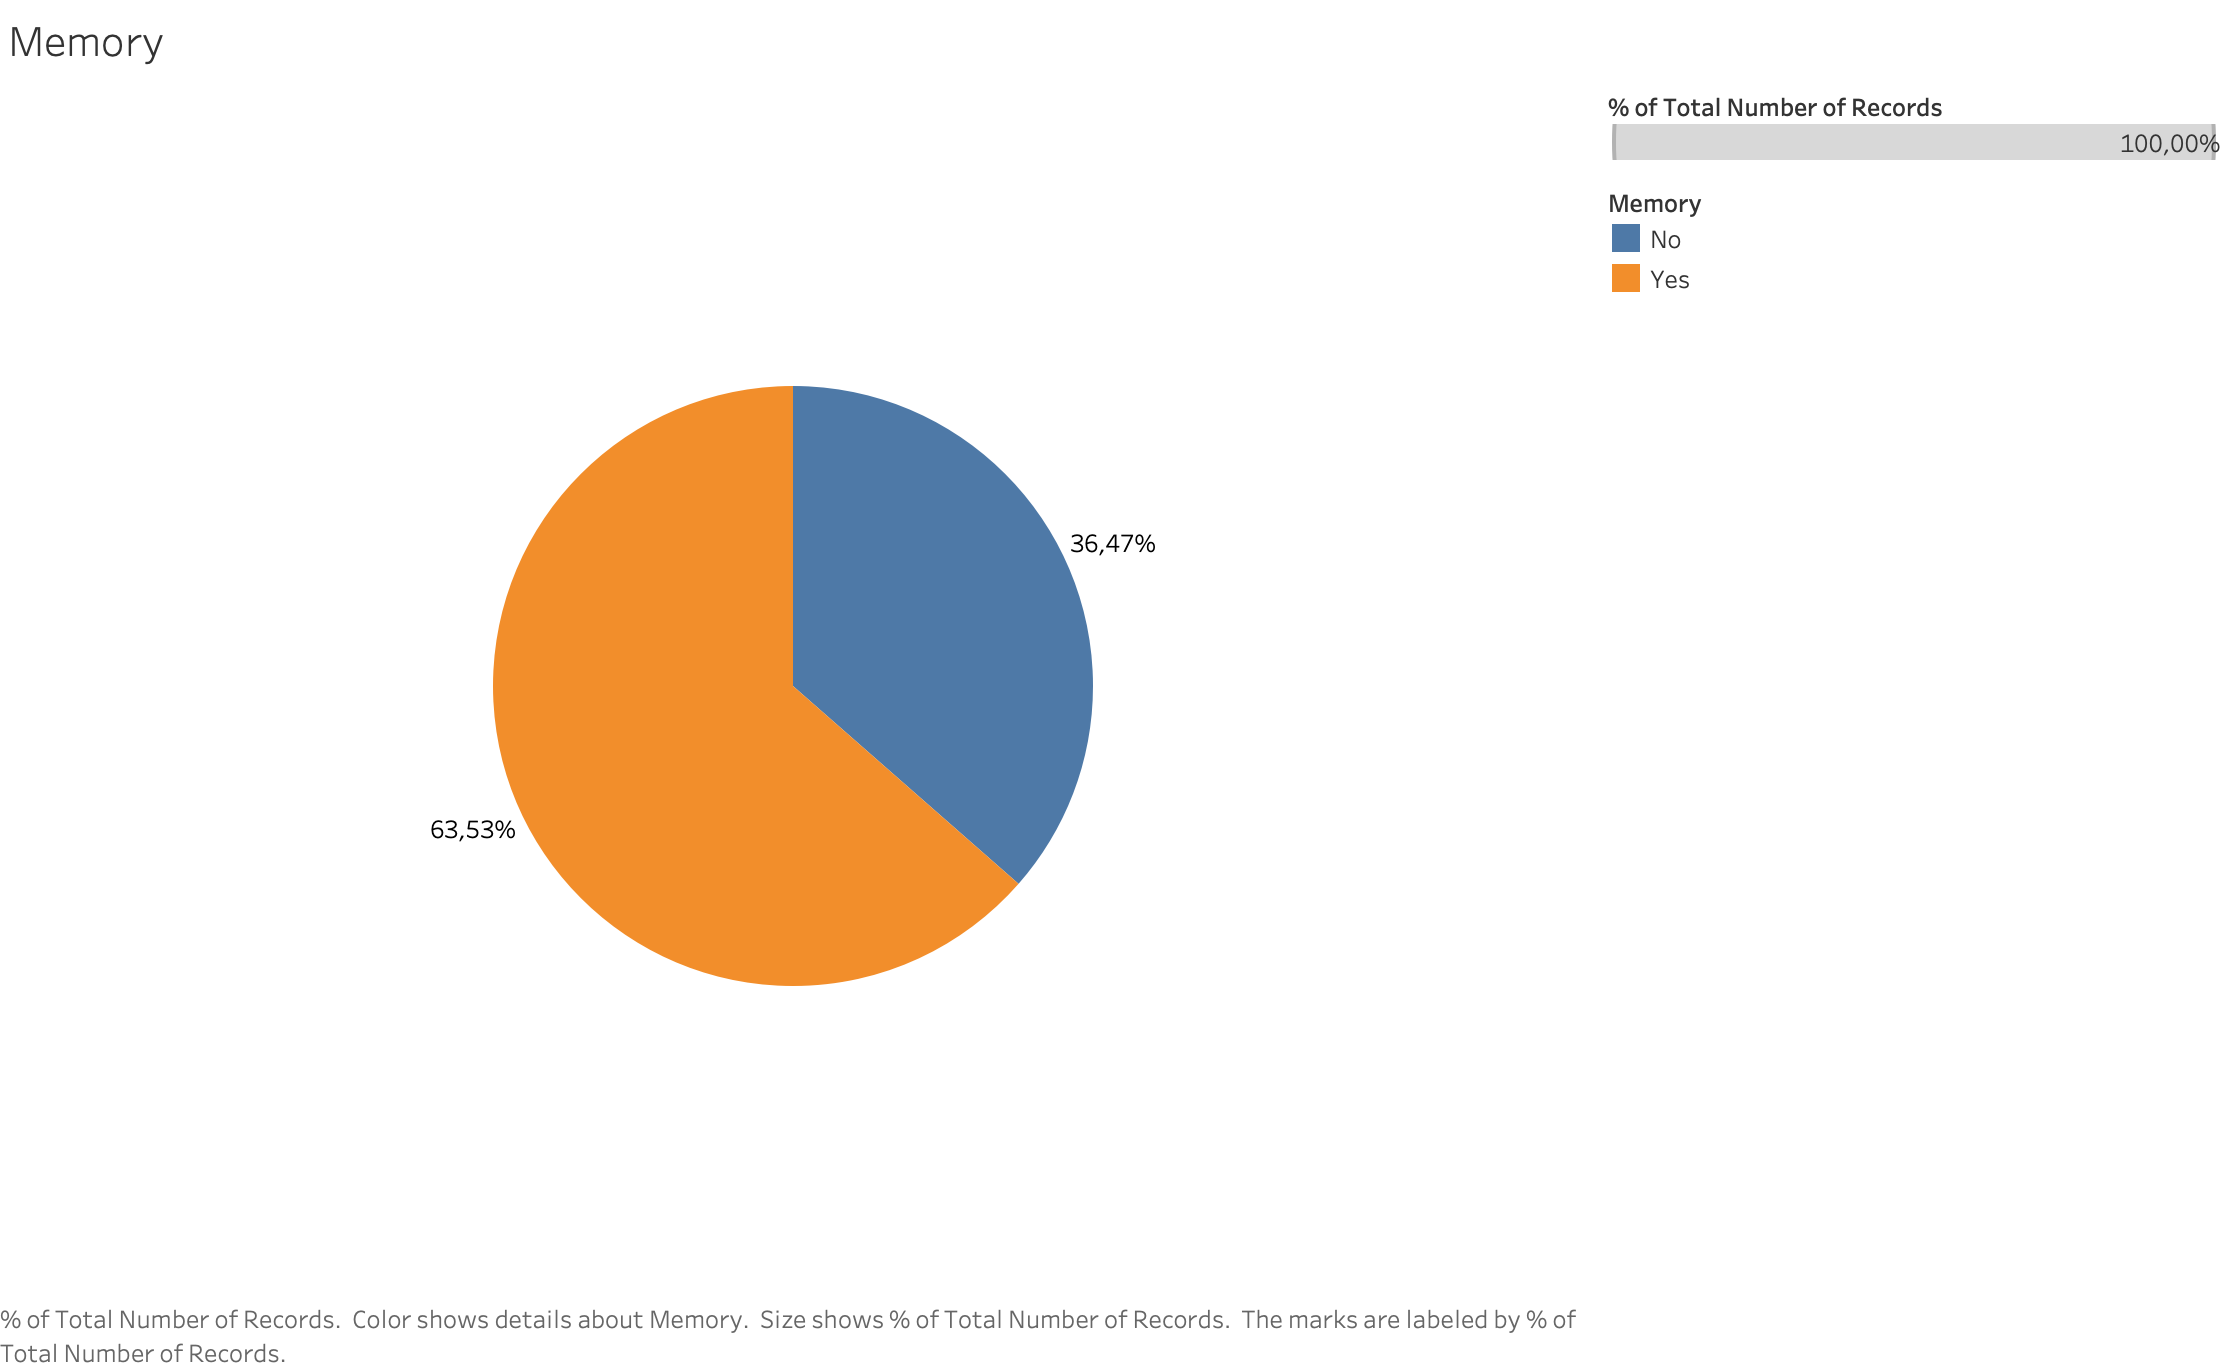 Memory
% of Total Number of Records
100,00%
Memory
No
Yes
36,47%
63,53%
% of Total Number of Records.  Color shows details about Memory.  Size shows % of Total Number of Records.  The marks are labeled by % of
Total Number of Records.